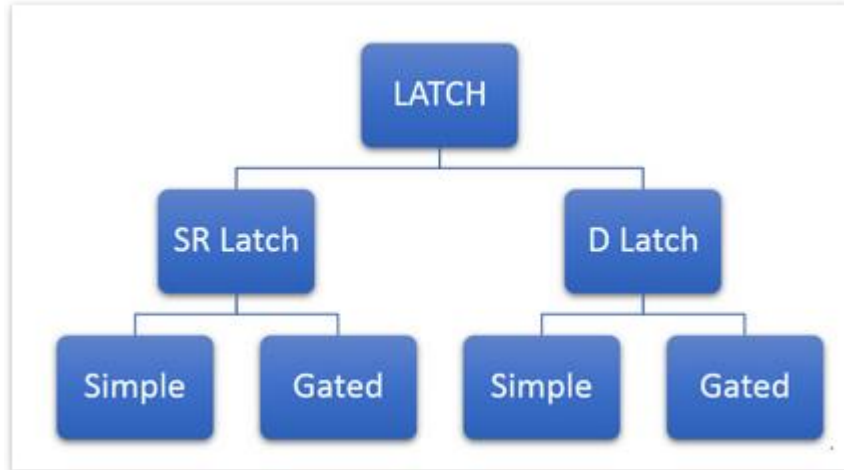 LATCH
SR Latch
D Latch
Simple
Gated
Simple
Gated